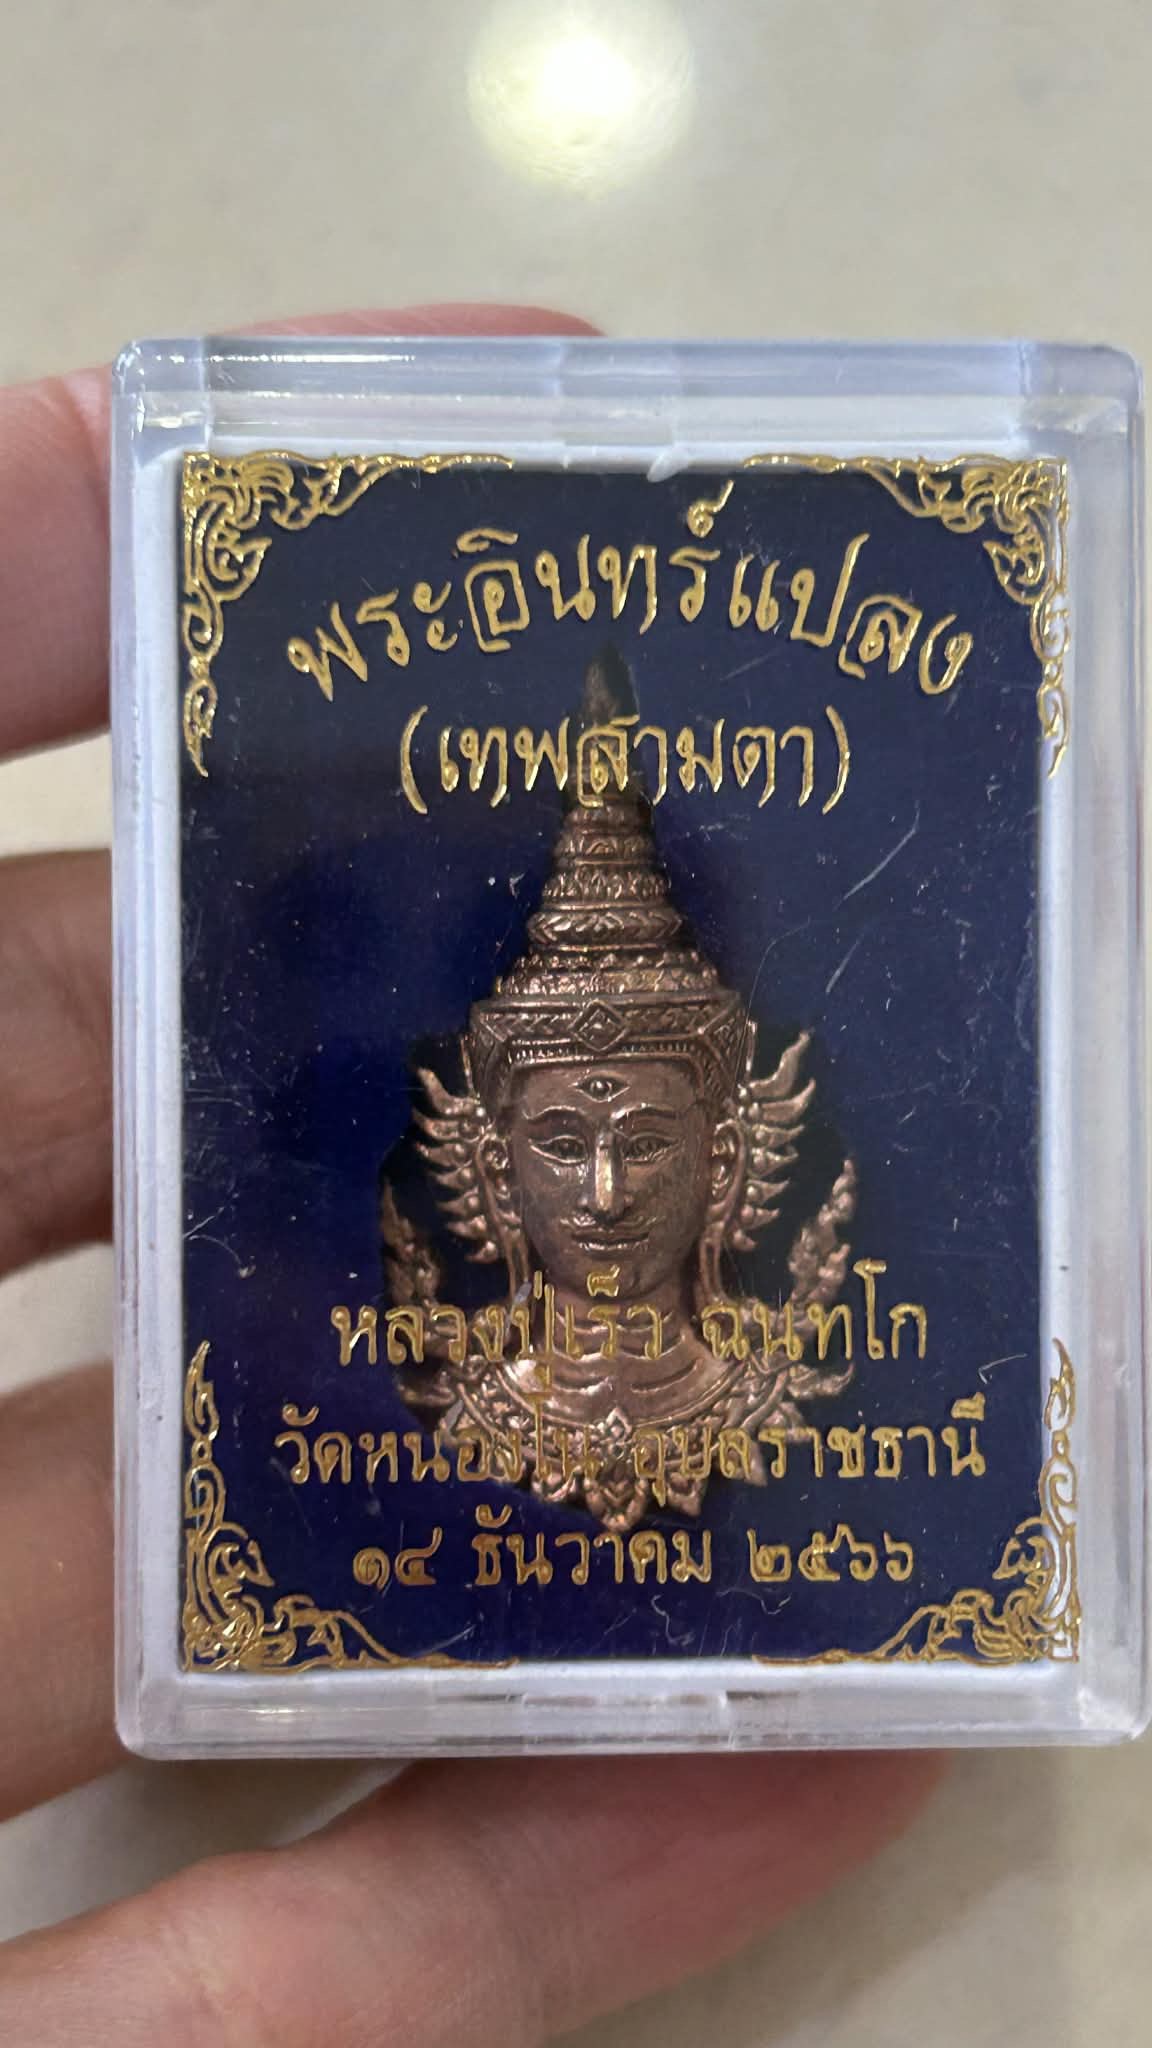 พระอินทร์แปลง
(เทพสามตา)
หลวงปู่เร็ว ฉนฺทโก
วัดหนองโน อุบลราชธานี
๑๔ ธันวาคม ๒๕๖๖